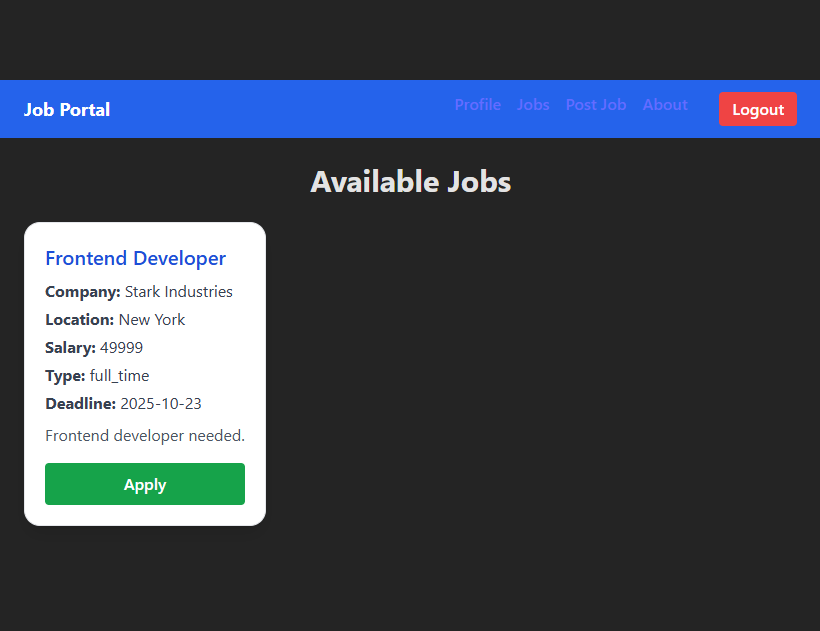 Job Portal Profile Jobs Post Job About Logout
Available Jobs
Frontend Developer
Company: Stark Industries
Location: New York
Salary: 49999
Type: full_time
Deadline: 2025-10-23
Frontend developer needed.
Apply